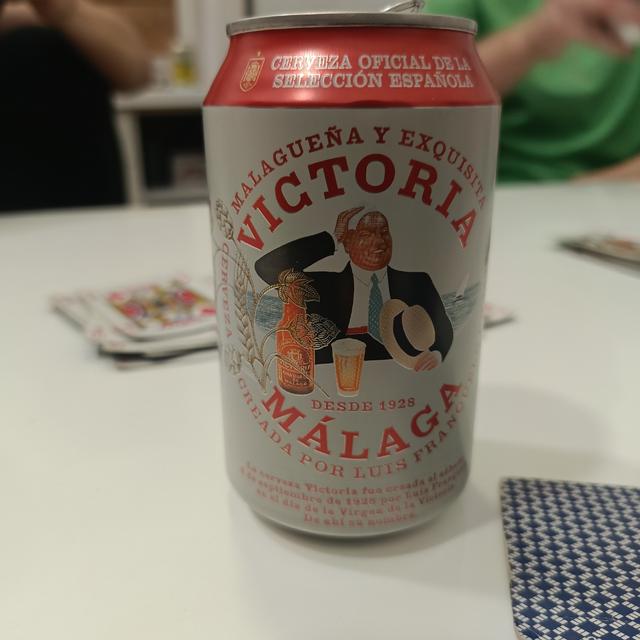 CERVEZA OFICIAL DE LA
SELECCIÓN ESPAÑOLA
MALAGUEÑA Y EXQUISITA
VICTORIA
DESDE 1928
MÁLAGA
CREADA POR LUIS FRANQUELO
La cerveza Victoria fue creada el sábado
8 de septiembre de 1928 por Luis Franquelo
en el día de la Virgen de la Victoria.
De ahí su nombre.